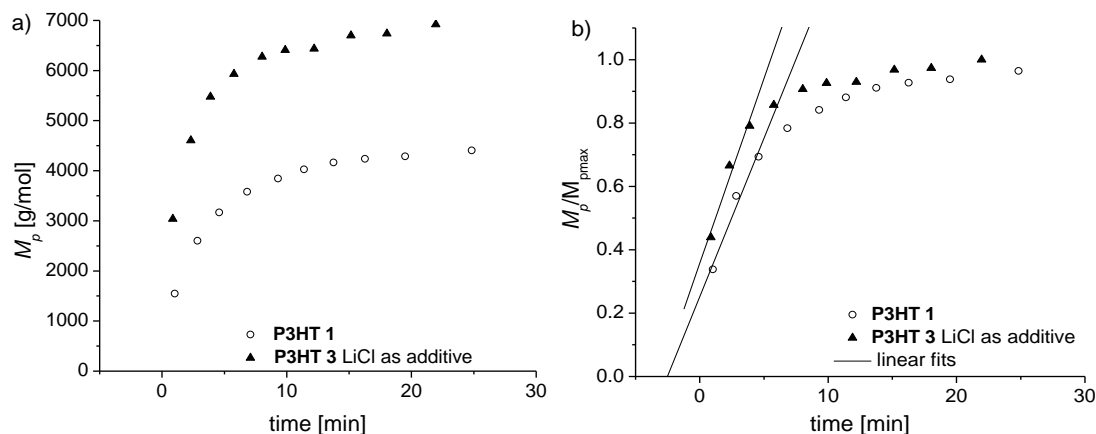 a)
7000
6000
5000
4000
3000
2000
1000
0
M_p [g/mol]
0 10 20 30
time [min]
P3HT 1
P3HT 3 LiCl as additive
b)
1.0
0.8
0.6
0.4
0.2
0.0
M_p/M_pmax
0 10 20 30
time [min]
P3HT 1
P3HT 3 LiCl as additive
linear fits